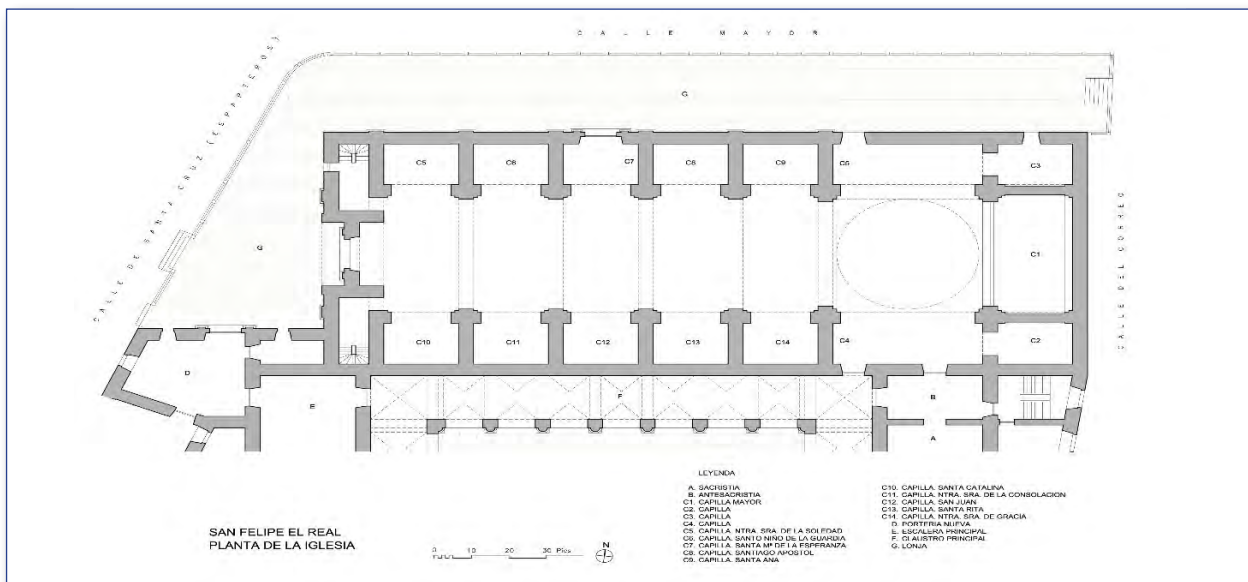 CALLE MAYOR
CALLE DE SANTA CRUZ (ESPARTEROS)
G
C5
C6
C7
C8
C9
C6
C3
G
C1
CALLE DEL CORREO
C10
C11
C12
C13
C14
C4
C2
D
E
F
B
A
LEYENDA
A. SACRISTIA
B. ANTESACRISTIA
C1. CAPILLA MAYOR
C2. CAPILLA
C3. CAPILLA
C4. CAPILLA
C5. CAPILLA. NTRA. SRA. DE LA SOLEDAD
C6. CAPILLA. SANTO NIÑO DE LA GUARDIA
C7. CAPILLA. SANTA Mª DE LA ESPERANZA
C8. CAPILLA. SANTIAGO APOSTOL
C9. CAPILLA. SANTA ANA
C10. CAPILLA. SANTA CATALINA
C11. CAPILLA. NTRA. SRA. DE LA CONSOLACION
C12. CAPILLA. SAN JUAN
C13. CAPILLA. SANTA RITA
C14. CAPILLA. NTRA. SRA. DE GRACIA
D. PORTERIA NUEVA
E. ESCALERA PRINCIPAL
F. CLAUSTRO PRINCIPAL
G. LONJA
SAN FELIPE EL REAL
PLANTA DE LA IGLESIA
0 5 10 20 30 Pies
N